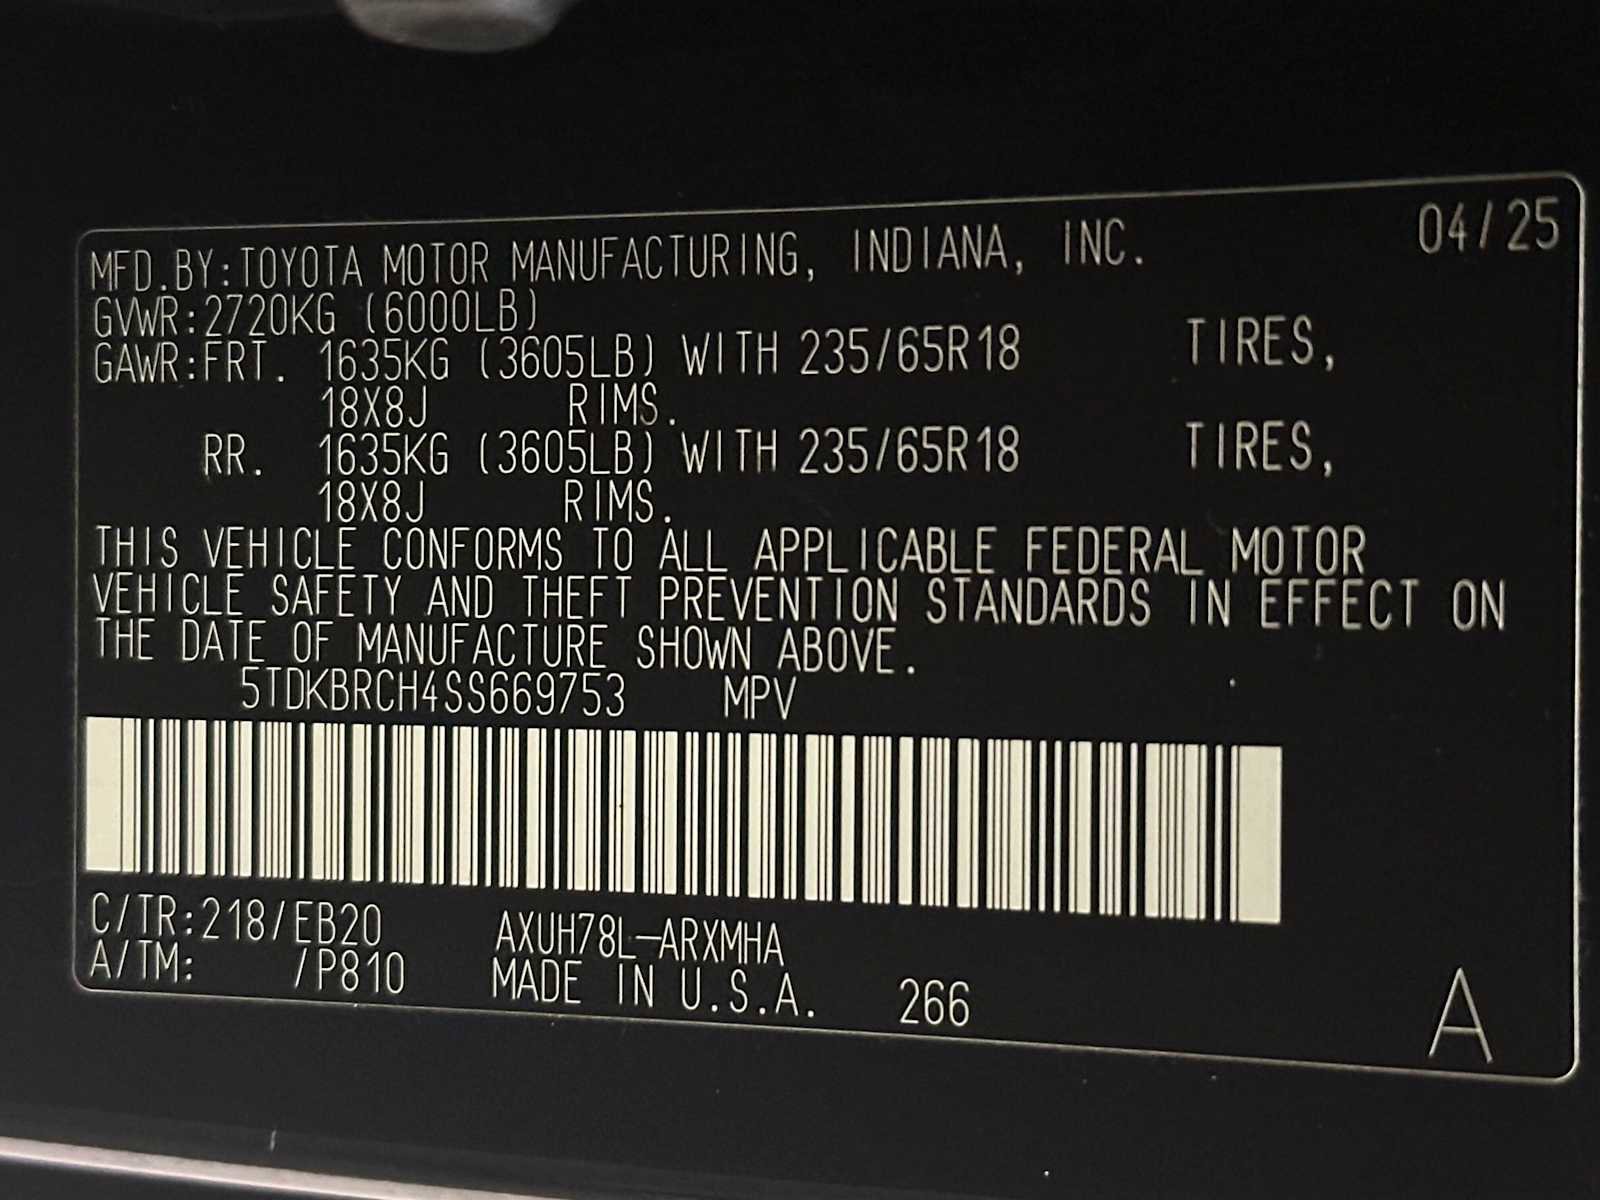 04/25
MFD.BY:TOYOTA MOTOR MANUFACTURING, INDIANA, INC.
GVWR:2720KG (6000LB)
GAWR:FRT. 1635KG (3605LB) WITH 235/65R18 TIRES,
18X8J RIMS.
RR. 1635KG (3605LB) WITH 235/65R18 TIRES,
18X8J RIMS.
THIS VEHICLE CONFORMS TO ALL APPLICABLE FEDERAL MOTOR
VEHICLE SAFETY AND THEFT PREVENTION STANDARDS IN EFFECT ON
THE DATE OF MANUFACTURE SHOWN ABOVE.
5TDKBRCH4SS669753 MPV
C/TR:218/EB20 AXUH78L-ARXMHA
A/TM: /P810 MADE IN U.S.A. 266
A